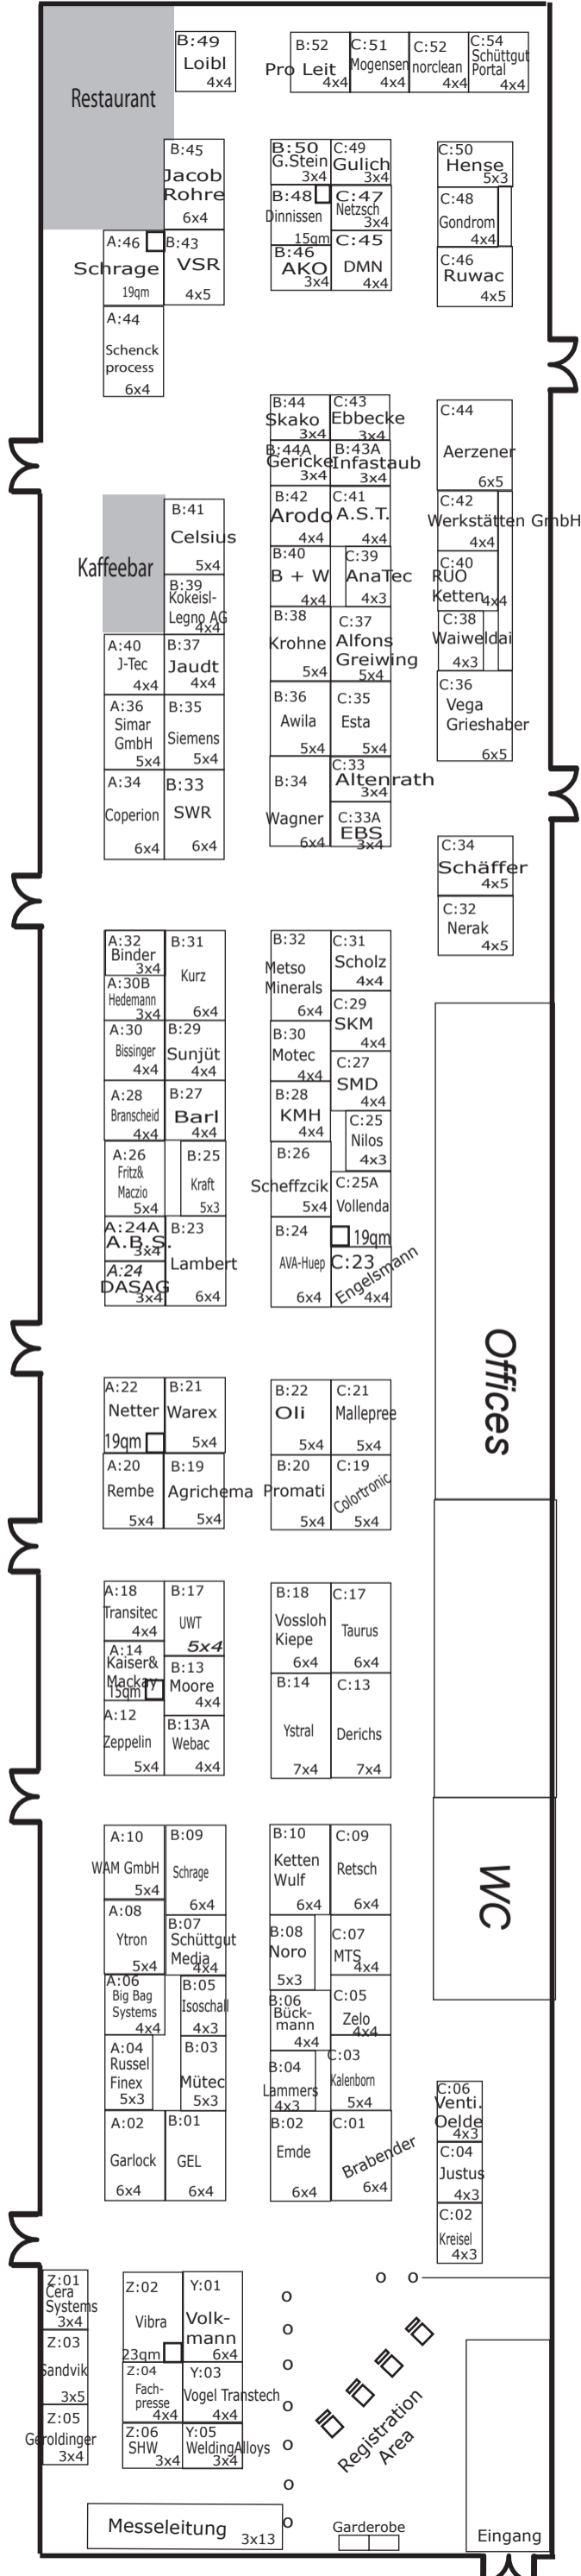 Restaurant
B:49
Loibl
4x4
B:52
Pro Leit
4x4
C:51
Mogensen
4x4
C:52
norclean
4x4
C:54
Schüttgut
Portal
4x4
B:45
Jacob
Rohre
6x4
B:50
G.Stein
3x4
C:49
Gulich
3x4
C:50
Hense
5x3
B:48
Dinnissen
15qm
C:47
Netzsch
3x4
C:48
Gondrom
4x4
A:46
Schrage
19qm
B:43
VSR
4x5
B:46
AKO
3x4
C:45
DMN
4x4
C:46
Ruwac
4x5
A:44
Schenck
process
6x4
B:44
Skako
3x4
C:43
Ebbecke
3x4
C:44
Aerzener
6x5
B:44A
Gericke
3x4
B:43A
Infastaub
3x4
B:42
Arodo
4x4
C:41
A.S.T.
4x4
C:42
Werkstätten GmbH
4x4
Kaffeebar
B:41
Celsius
5x4
B:40
B + W
4x4
C:39
AnaTec
4x3
C:40
RUO
Ketten
4x4
B:39
Kokeisl-
Legno AG
4x4
B:38
Krohne
5x4
C:37
Alfons
Greiwing
5x4
C:38
Waiweldai
4x3
A:40
J-Tec
4x4
B:37
Jaudt
4x4
C:36
Vega
Grieshaber
6x5
A:36
Simar
GmbH
5x4
B:35
Siemens
5x4
B:36
Awila
5x4
C:35
Esta
5x4
A:34
Coperion
6x4
B:33
SWR
6x4
B:34
Wagner
6x4
C:33
Altenrath
3x4
C:33A
EBS
3x4
C:34
Schäffer
4x5
C:32
Nerak
4x5
A:32
Binder
3x4
B:31
Kurz
6x4
B:32
Metso
Minerals
6x4
C:31
Scholz
4x4
A:30B
Hedemann
3x4
C:29
SKM
4x4
A:30
Bissinger
4x4
B:29
Sunjüt
4x4
B:30
Motec
4x4
C:27
SMD
4x4
A:28
Branscheid
4x4
B:27
Barl
4x4
B:28
KMH
4x4
C:25
Nilos
4x3
A:26
Fritz&
Maczio
5x4
B:25
Kraft
5x3
B:26
Scheffzcik
5x4
C:25A
Vollenda
19qm
A:24A
A.B.S.
3x4
B:23
Lambert
6x4
B:24
AVA-Huep
6x4
C:23
Engelsmann
4x4
A:24
DASAG
3x4
Offices
A:22
Netter
19qm
B:21
Warex
5x4
B:22
Oli
5x4
C:21
Mallepree
5x4
A:20
Rembe
5x4
B:19
Agrichema
5x4
B:20
Promati
5x4
C:19
Colortronic
5x4
A:18
Transitec
4x4
B:17
UWT
5x4
B:18
Vossloh
Kiepe
6x4
C:17
Taurus
6x4
A:14
Kaiser&
Mackay
15qm
B:13
Moore
4x4
B:14
Ystral
7x4
C:13
Derichs
7x4
A:12
Zeppelin
5x4
B:13A
Webac
4x4
WC
A:10
WAM GmbH
5x4
B:09
Schrage
6x4
B:10
Ketten
Wulf
6x4
C:09
Retsch
6x4
A:08
Ytron
5x4
B:07
Schüttgut
Media
4x4
B:08
Noro
5x3
C:07
MTS
4x4
A:06
Big Bag
Systems
4x4
B:05
Isoschall
4x3
B:06
Bück-
mann
4x4
C:05
Zelo
4x4
A:04
Russel
Finex
5x3
B:03
Mütec
5x3
B:04
Lammers
4x3
C:03
Kalenborn
5x4
C:06
Venti.
Oelde
4x3
A:02
Garlock
6x4
B:01
GEL
6x4
B:02
Emde
6x4
C:01
Brabender
6x4
C:04
Justus
4x3
C:02
Kreisel
4x3
Z:01
Cera
Systems
3x4
Z:02
Vibra
23qm
Y:01
Volk-
mann
6x4
Z:03
Sandvik
3x5
Z:04
Fach-
presse
4x4
Y:03
Vogel Transtech
4x4
Z:05
Geroldinger
3x4
Z:06
SHW
3x4
Y:05
WeldingAlloys
3x4
Registration
Area
Messeleitung
3x13
Garderobe
Eingang